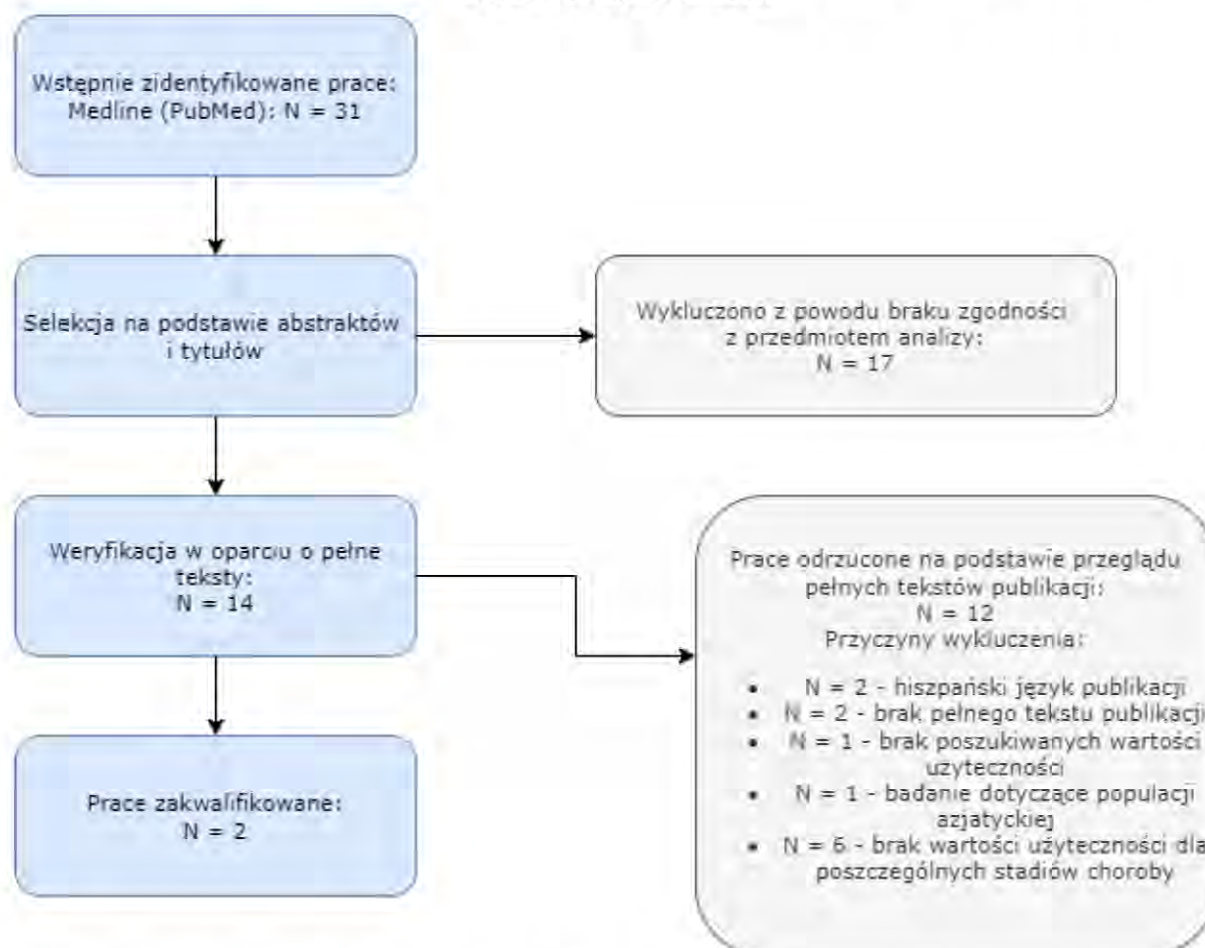 Wstępnie zidentyfikowane prace:
Medline (PubMed): N = 31
Selekcja na podstawie abstraktów
i tytułów
Wykluczono z powodu braku zgodności
z przedmiotem analizy:
N = 17
Weryfikacja w oparciu o pełne
teksty:
N = 14
Prace odrzucone na podstawie przeglądu
pełnych tekstów publikacji:
N = 12
Przyczyny wykluczenia:
• N = 2 - hiszpański język publikacji
• N = 2 - brak pełnego tekstu publikacji
• N = 1 - brak poszukiwanych wartości
uzyteczności
• N = 1 - badanie dotyczące populacji
azjatyckiej
• N = 6 - brak wartości użyteczności dla
poszczególnych stadiów choroby
Prace zakwalifikowane:
N = 2